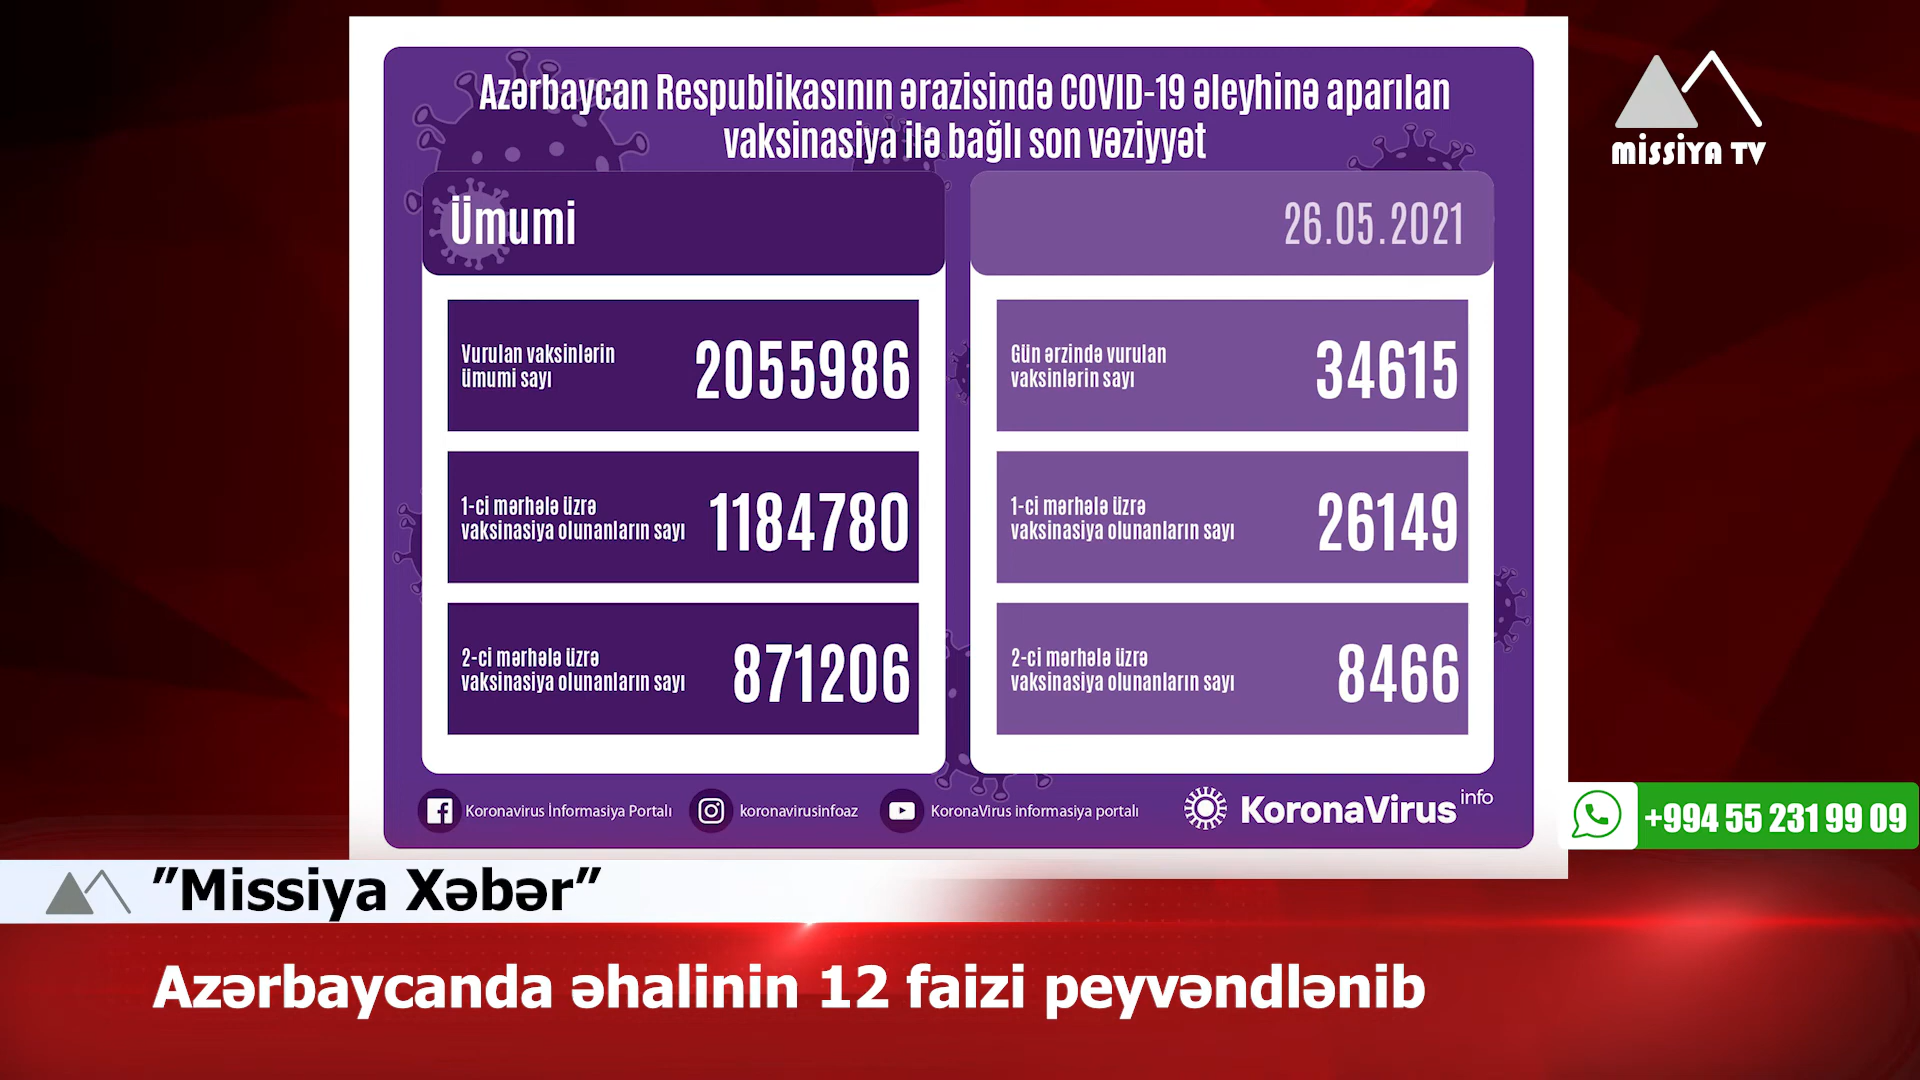 Azərbaycan Respublikasının ərazisində COVID-19 əleyhinə aparılan
vaksinasiya ilə bağlı son vəziyyət
MiSSiYA TV
Ümumi
26.05.2021
Vurulan vaksinlərin
ümumi sayı
2055986
Gün ərzində vurulan
vaksinlərin sayı
34615
1-ci mərhələ üzrə
vaksinasiya olunanların sayı
1184780
1-ci mərhələ üzrə
vaksinasiya olunanların sayı
26149
2-ci mərhələ üzrə
vaksinasiya olunanların sayı
871206
2-ci mərhələ üzrə
vaksinasiya olunanların sayı
8466
Koronavirus İnformasiya Portalı
koronavirusinfoaz
KoronaVirus informasiya portalı
KoronaVirus info
+994 55 231 99 09
”Missiya Xəbər”
Azərbaycanda əhalinin 12 faizi peyvəndlənib